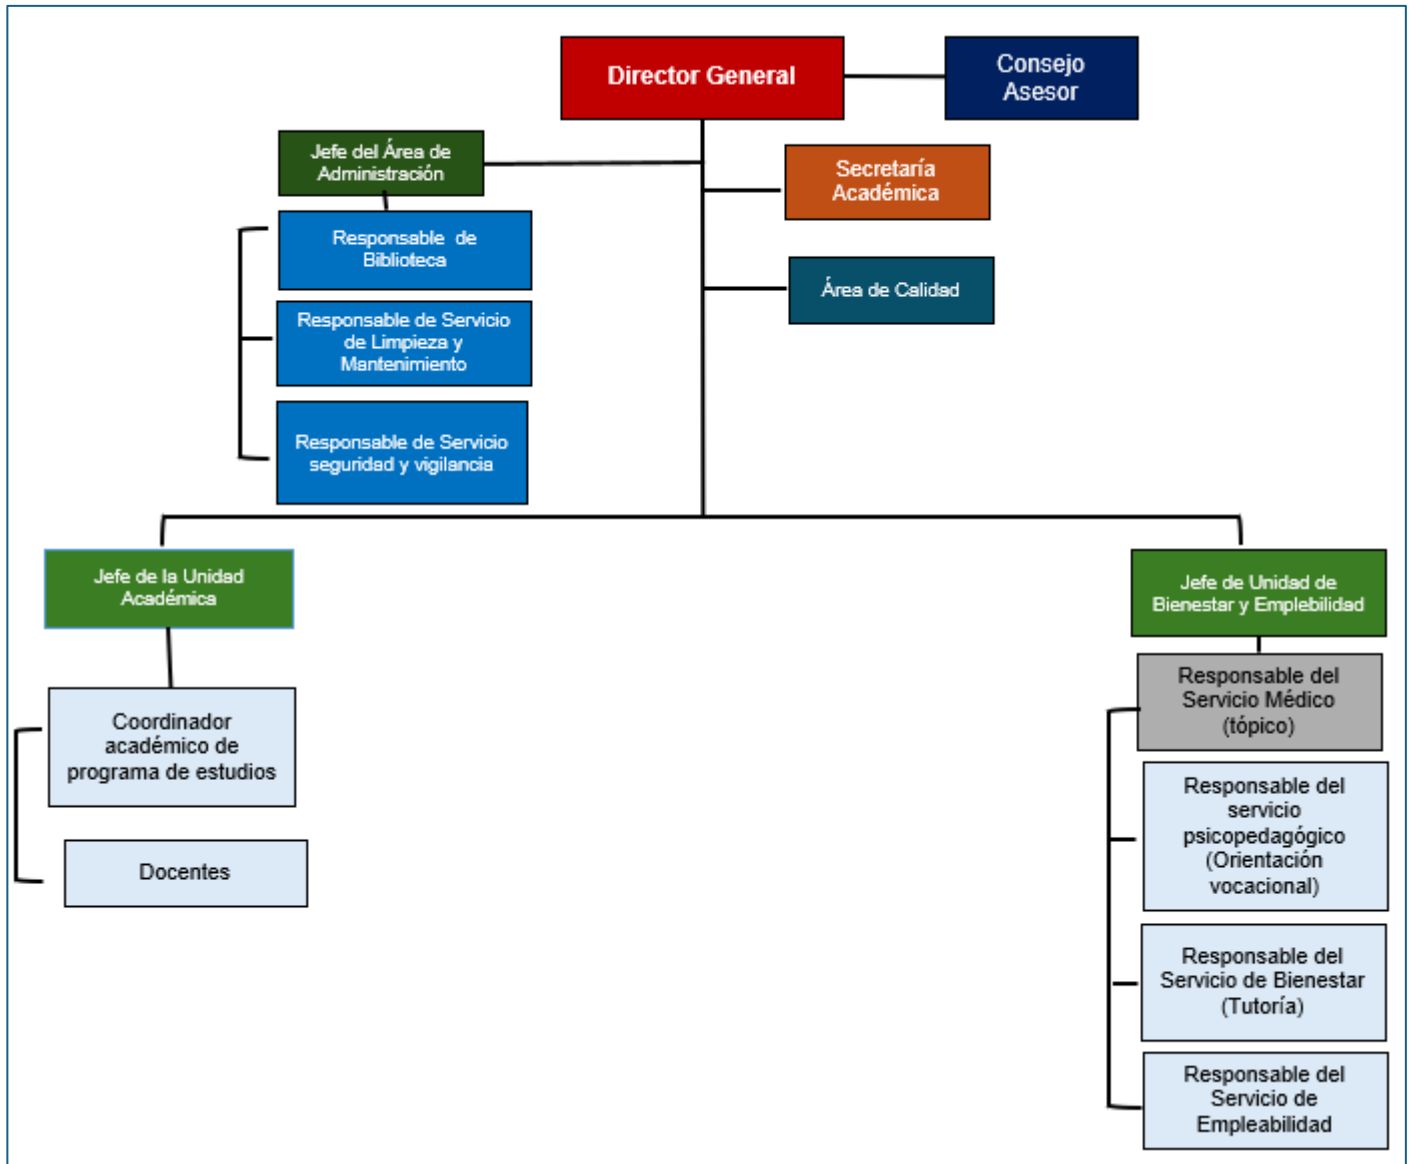 Director General
Consejo
Asesor
Jefe del Área de
Administración
Secretaría
Académica
Responsable de
Biblioteca
Área de Calidad
Responsable de Servicio
de Limpieza y
Mantenimiento
Responsable de Servicio
seguridad y vigilancia
Jefe de la Unidad
Académica
Jefe de Unidad de
Bienestar y Emplebilidad
Coordinador
académico de
programa de estudios
Docentes
Responsable del
Servicio Médico
(tópico)
Responsable del
servicio
psicopedagógico
(Orientación
vocacional)
Responsable del
Servicio de Bienestar
(Tutoría)
Responsable del
Servicio de
Empleabilidad